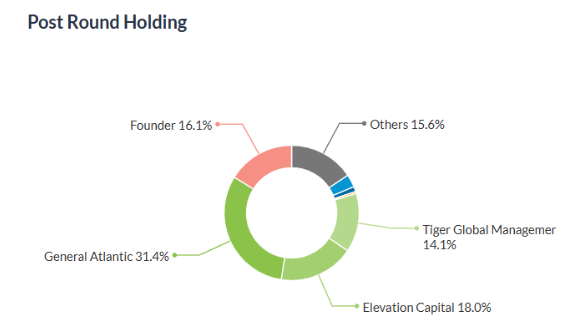 Post Round Holding
Founder 16.1%
Others 15.6%
Tiger Global Managemer
14.1%
General Atlantic 31.4%
Elevation Capital 18.0%